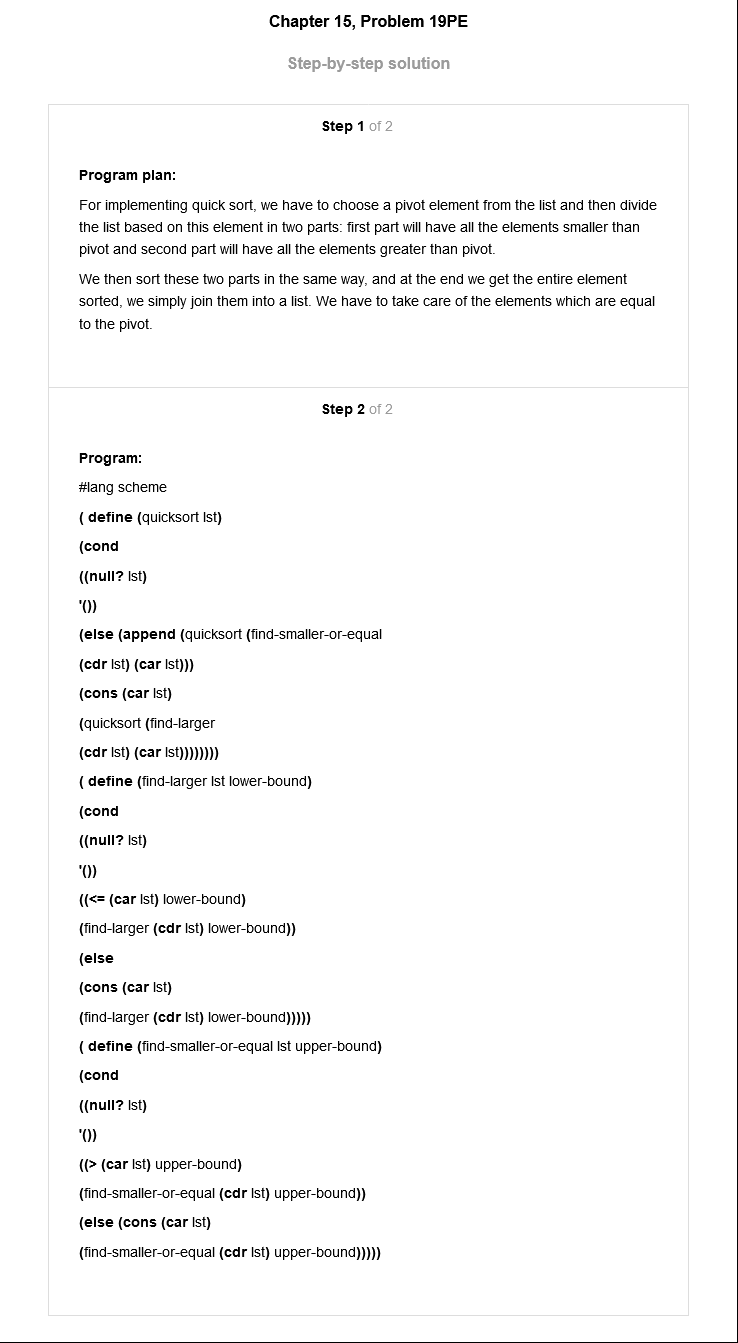 Chapter 15, Problem 19PE
Step-by-step solution
Step 1 of 2
Program plan:
For implementing quick sort, we have to choose a pivot element from the list and then divide
the list based on this element in two parts: first part will have all the elements smaller than
pivot and second part will have all the elements greater than pivot.
We then sort these two parts in the same way, and at the end we get the entire element
sorted, we simply join them into a list. We have to take care of the elements which are equal
to the pivot.
Step 2 of 2
Program:
#lang scheme
( define (quicksort lst)
(cond
((null? lst)
'())
(else (append (quicksort (find-smaller-or-equal
(cdr lst) (car lst)))
(cons (car lst)
(quicksort (find-larger
(cdr lst) (car lst))))))))
( define (find-larger lst lower-bound)
(cond
((null? lst)
'())
((<= (car lst) lower-bound)
(find-larger (cdr lst) lower-bound))
(else
(cons (car lst)
(find-larger (cdr lst) lower-bound)))))
( define (find-smaller-or-equal lst upper-bound)
(cond
((null? lst)
'())
((> (car lst) upper-bound)
(find-smaller-or-equal (cdr lst) upper-bound))
(else (cons (car lst)
(find-smaller-or-equal (cdr lst) upper-bound)))))